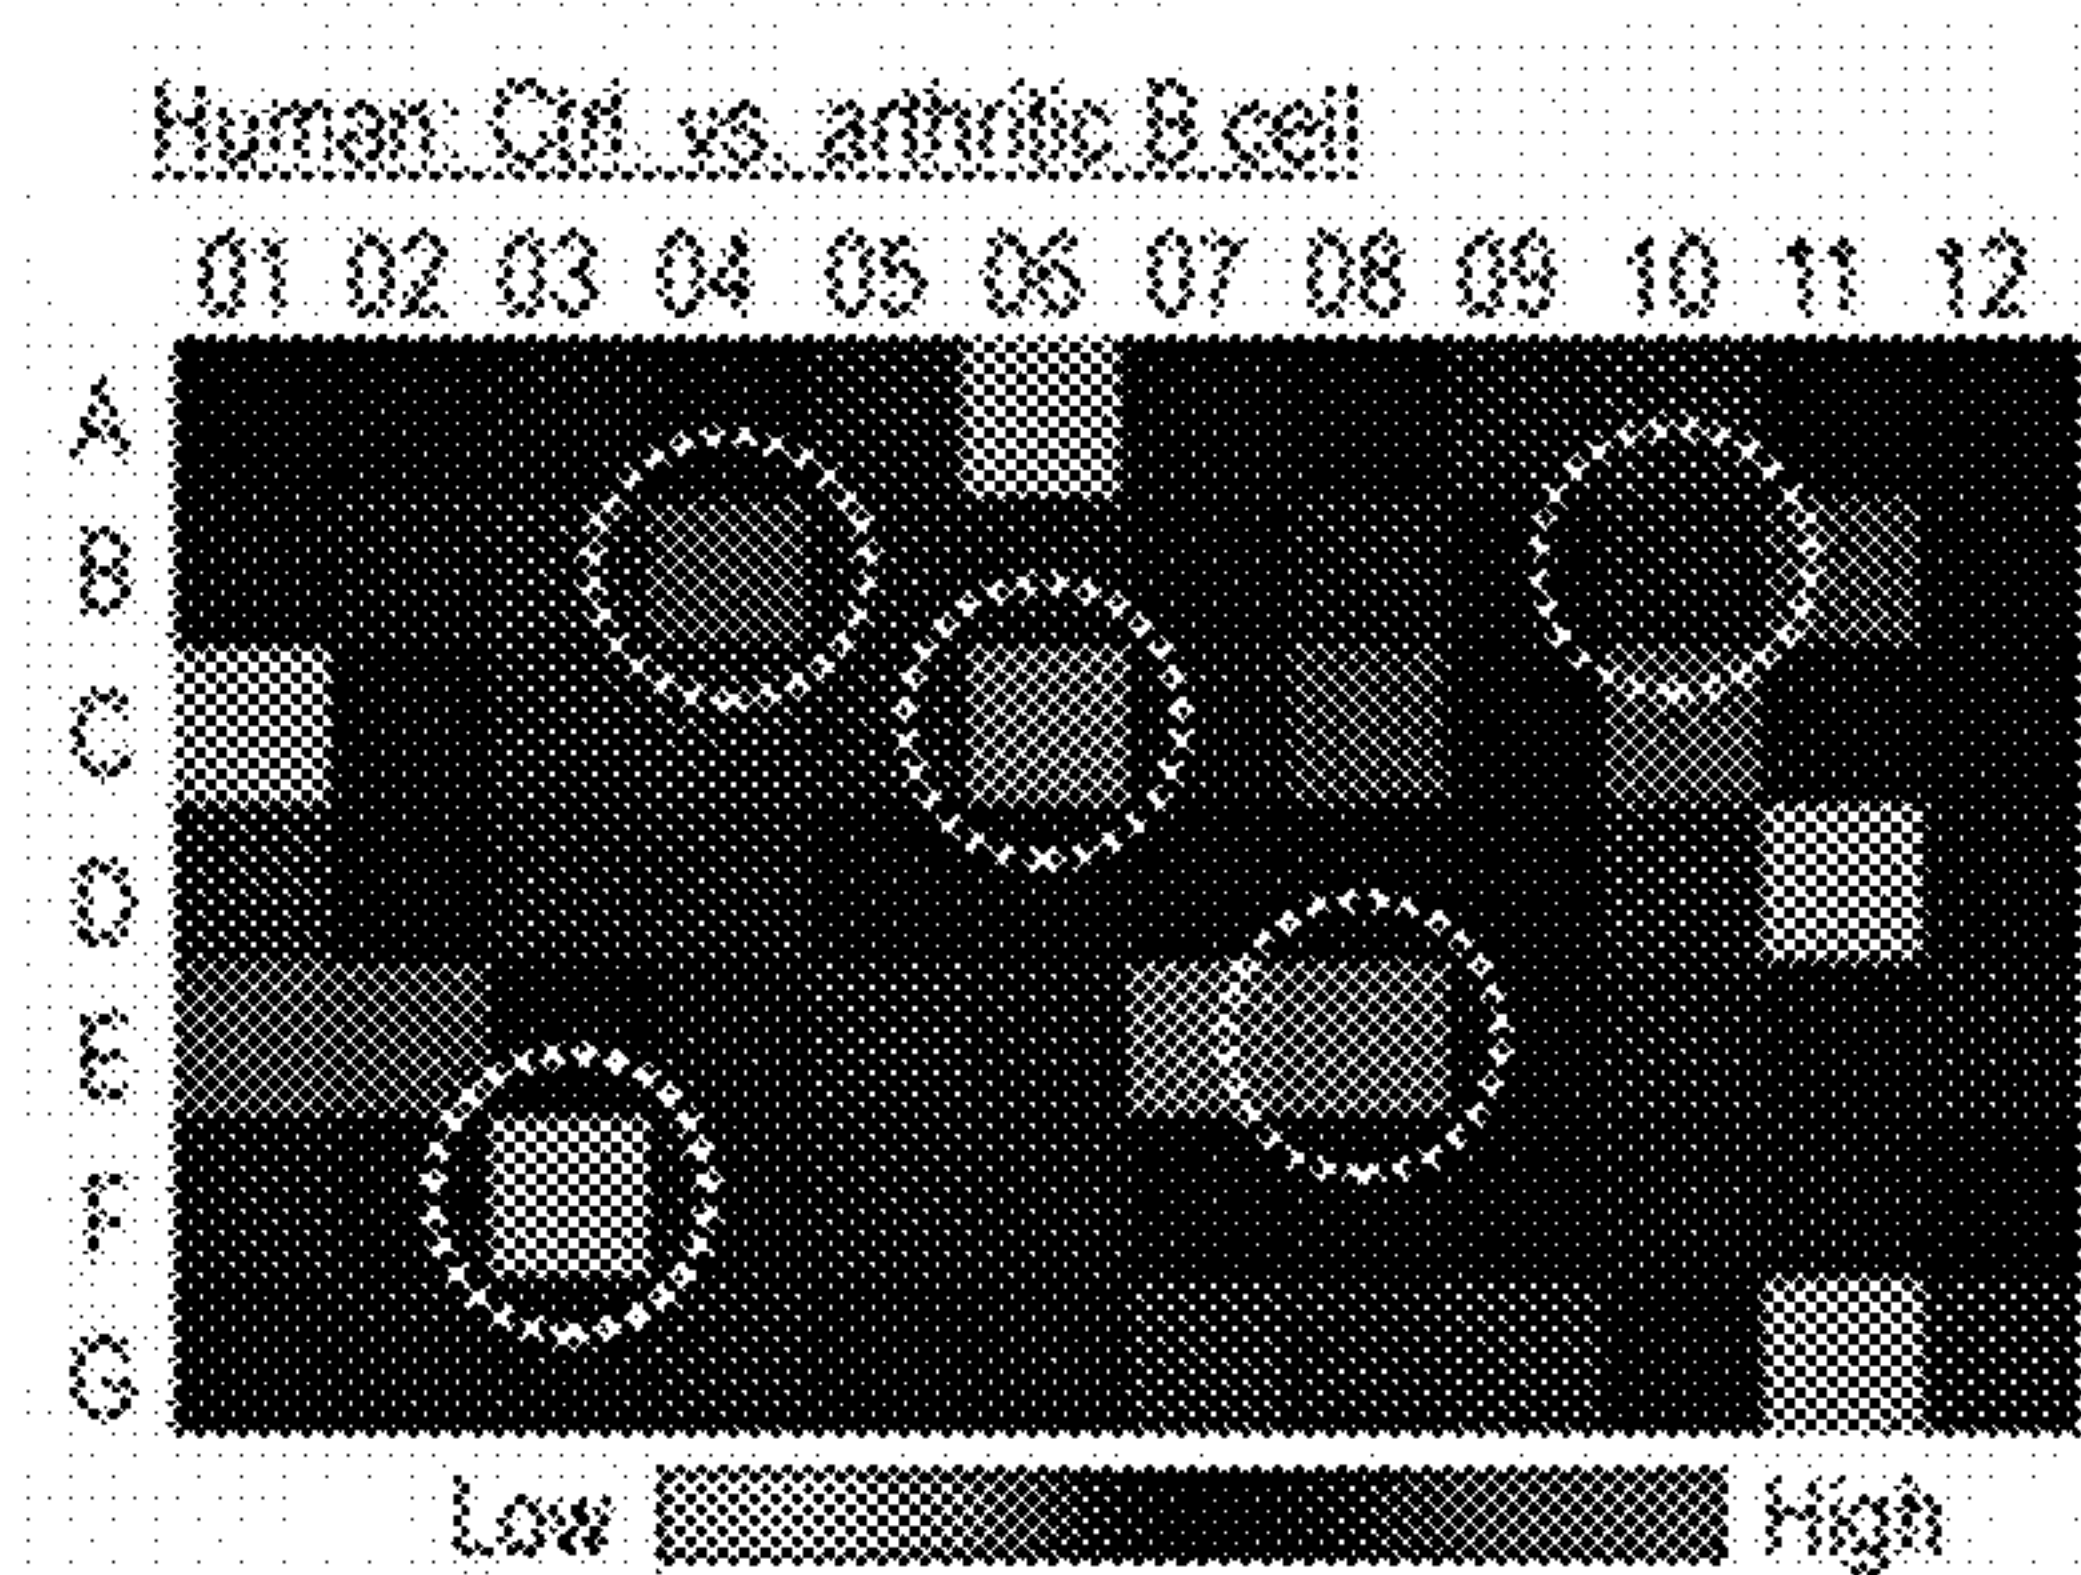 Human Ctrl. vs. arthritic B cell
01 02 03 04 05 06 07 08 09 10 11 12
A
B
C
D
E
F
G
Low High